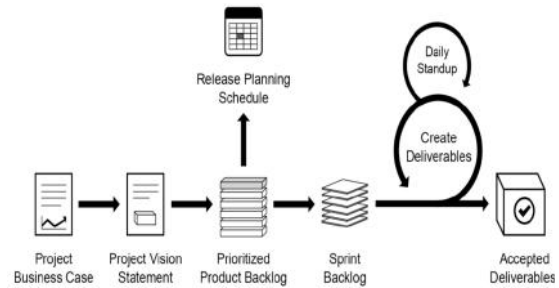 Daily
Standup
Release Planning
Schedule
Create
Deliverables
Project
Business Case
Project Vision
Statement
Prioritized
Product Backlog
Sprint
Backlog
Accepted
Deliverables